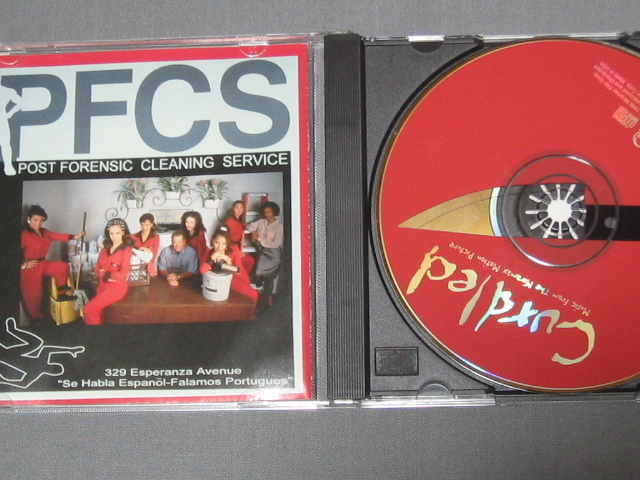 PFCS
POST FORENSIC CLEANING SERVICE
329 Esperanza Avenue
"Se Habla Espanöl-Falamos Portugues"
Curdled
Music From The Miramax Motion Picture